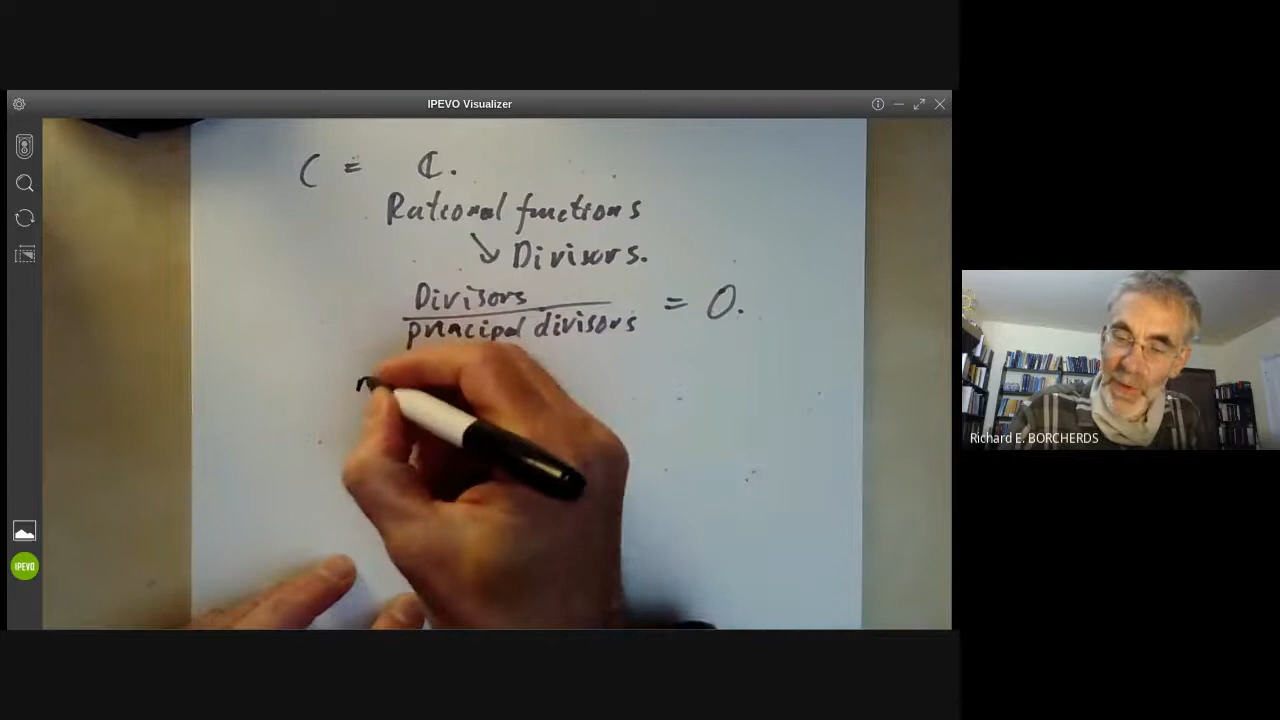 IPEVO Visualizer
C = ℂ.
Rational functions
↘ Divisors.
Divisors
principal divisors
= 0.
Richard E. BORCHERDS
IPEVO